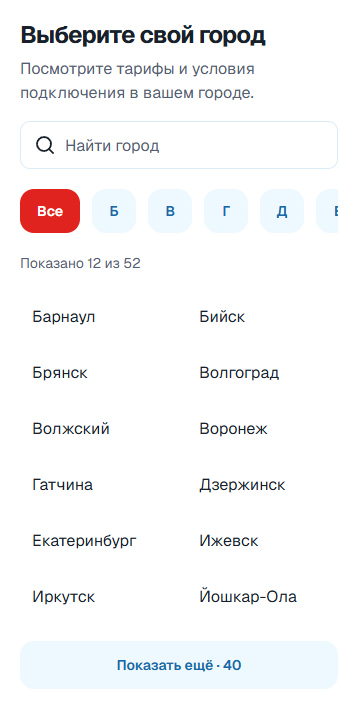 Выберите свой город
Посмотрите тарифы и условия
подключения в вашем городе.
Найти город
Все Б В Г Д
Показано 12 из 52
Барнаул Бийск
Брянск Волгоград
Волжский Воронеж
Гатчина Дзержинск
Екатеринбург Ижевск
Иркутск Йошкар-Ола
Показать ещё · 40